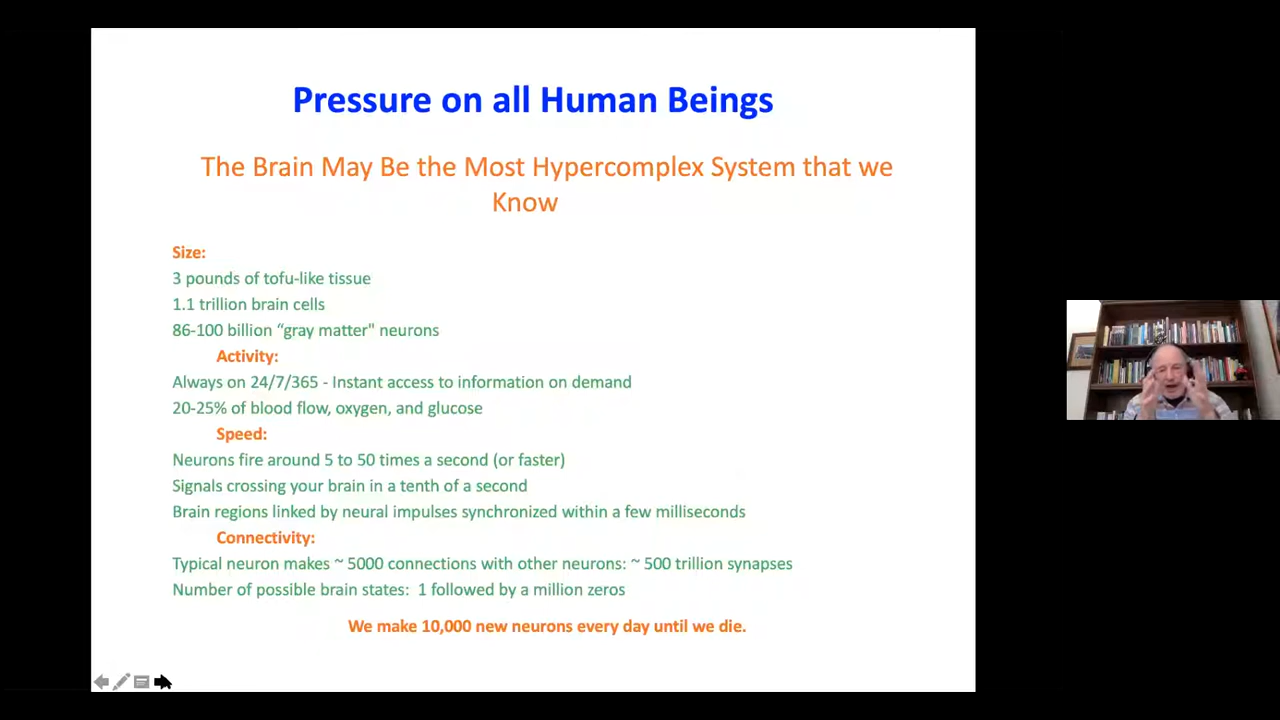 Pressure on all Human Beings
The Brain May Be the Most Hypercomplex System that we
Know
Size:
3 pounds of tofu-like tissue
1.1 trillion brain cells
86-100 billion “gray matter" neurons
Activity:
Always on 24/7/365 - Instant access to information on demand
20-25% of blood flow, oxygen, and glucose
Speed:
Neurons fire around 5 to 50 times a second (or faster)
Signals crossing your brain in a tenth of a second
Brain regions linked by neural impulses synchronized within a few milliseconds
Connectivity:
Typical neuron makes ~ 5000 connections with other neurons: ~ 500 trillion synapses
Number of possible brain states: 1 followed by a million zeros
We make 10,000 new neurons every day until we die.